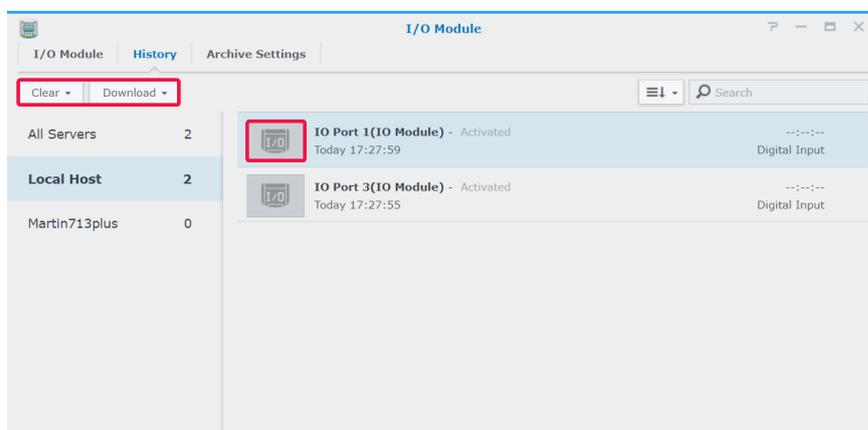 I/O Module
I/O Module History Archive Settings
Clear Download Search
All Servers 2
Local Host 2
Martin713plus 0
I/O IO Port 1(IO Module) - Activated --:--:--
Today 17:27:59 Digital Input
I/O IO Port 3(IO Module) - Activated --:--:--
Today 17:27:55 Digital Input